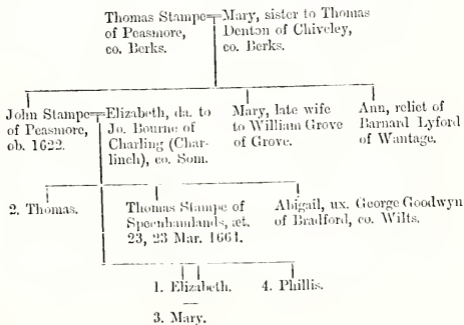 Thomas Stampe Mary, sister to Thomas
of Peasmore, Denton of Chiveley,
co. Berks. co. Berks.
John Stampe Elizabeth, da. to Mary, late wife Ann, relict of
of Peasmore, Jo. Bourne of to William Grove Barnard Lyford
ob. 1622. Charling (Char- of Grove. of Wantage.
linch), co. Som.
2. Thomas. Thomas Stampe of Abigail, ux. George Goodwyn
Speenhamlands, æt. of Bradford, co. Wilts.
23, 23 Mar. 1664.
1. Elizabeth. 4. Phillis.
3. Mary.